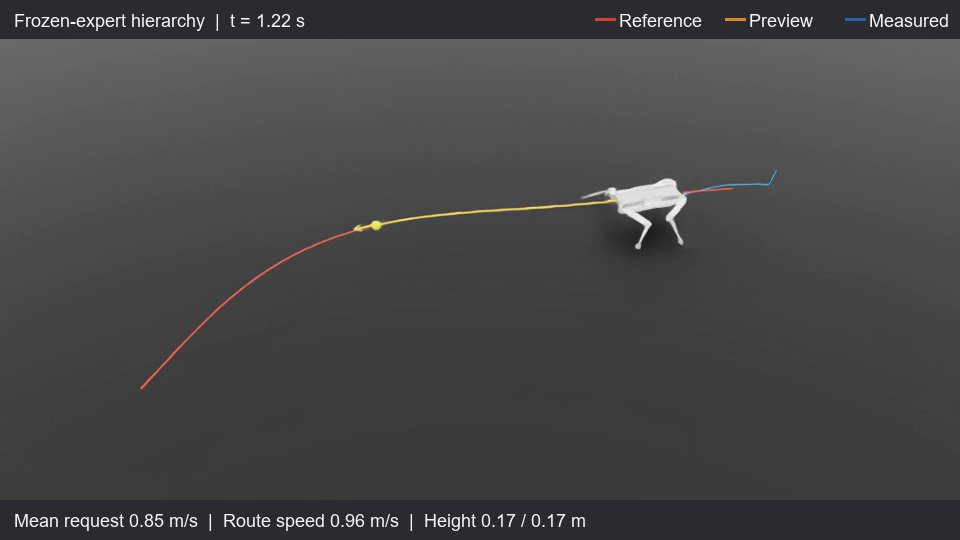 Frozen-expert hierarchy | t = 1.22 s
Reference Preview Measured
Mean request 0.85 m/s | Route speed 0.96 m/s | Height 0.17 / 0.17 m